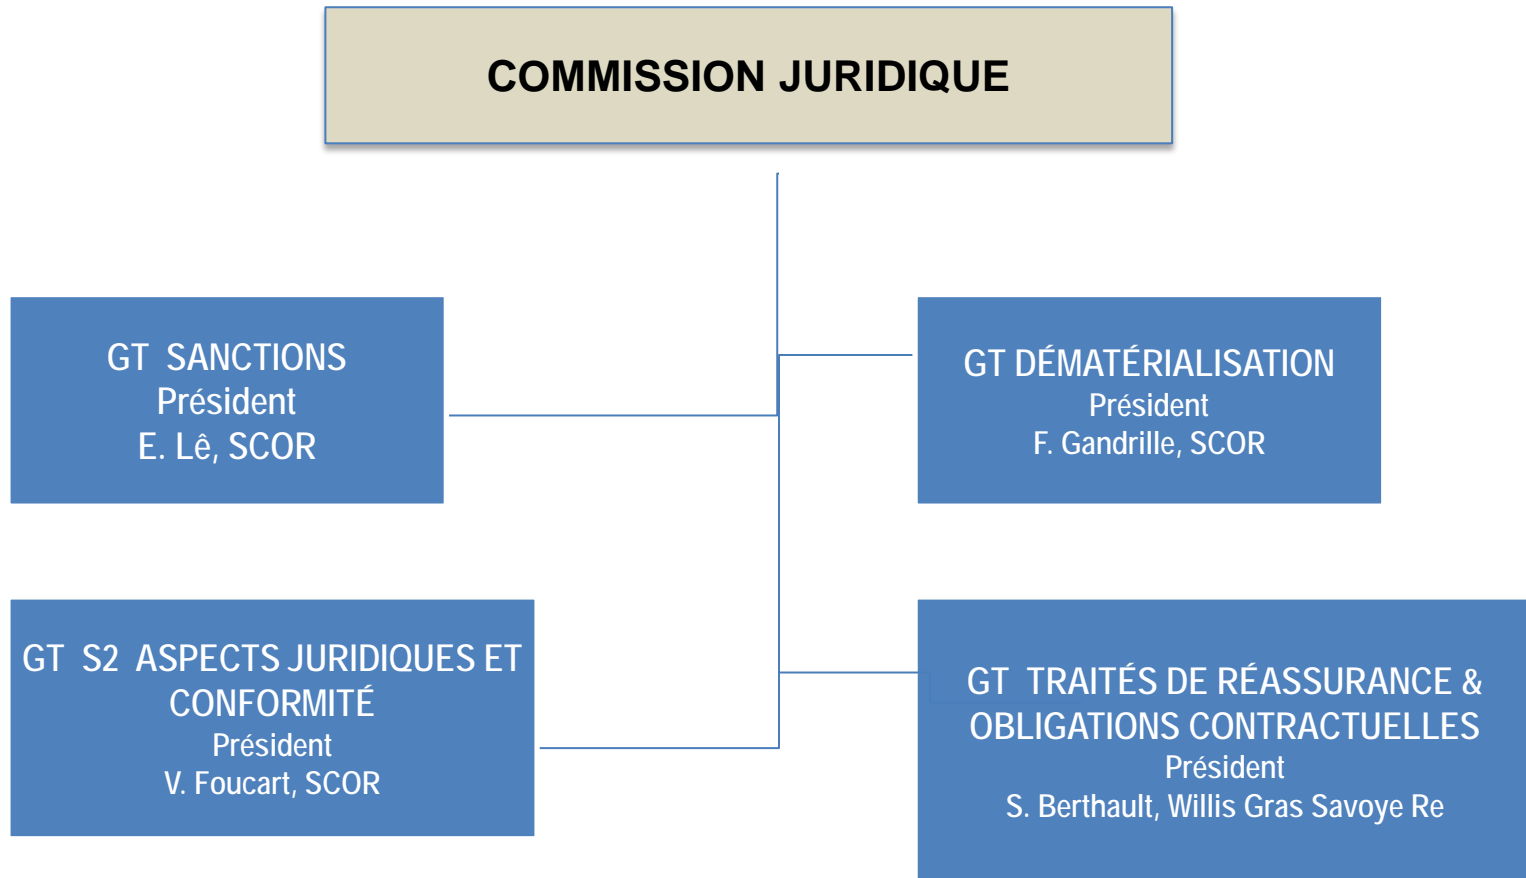 COMMISSION JURIDIQUE
GT SANCTIONS
Président
E. Lê, SCOR
GT DÉMATÉRIALISATION
Président
F. Gandrille, SCOR
GT S2 ASPECTS JURIDIQUES ET
CONFORMITÉ
Président
V. Foucart, SCOR
GT TRAITÉS DE RÉASSURANCE &
OBLIGATIONS CONTRACTUELLES
Président
S. Berthault, Willis Gras Savoye Re